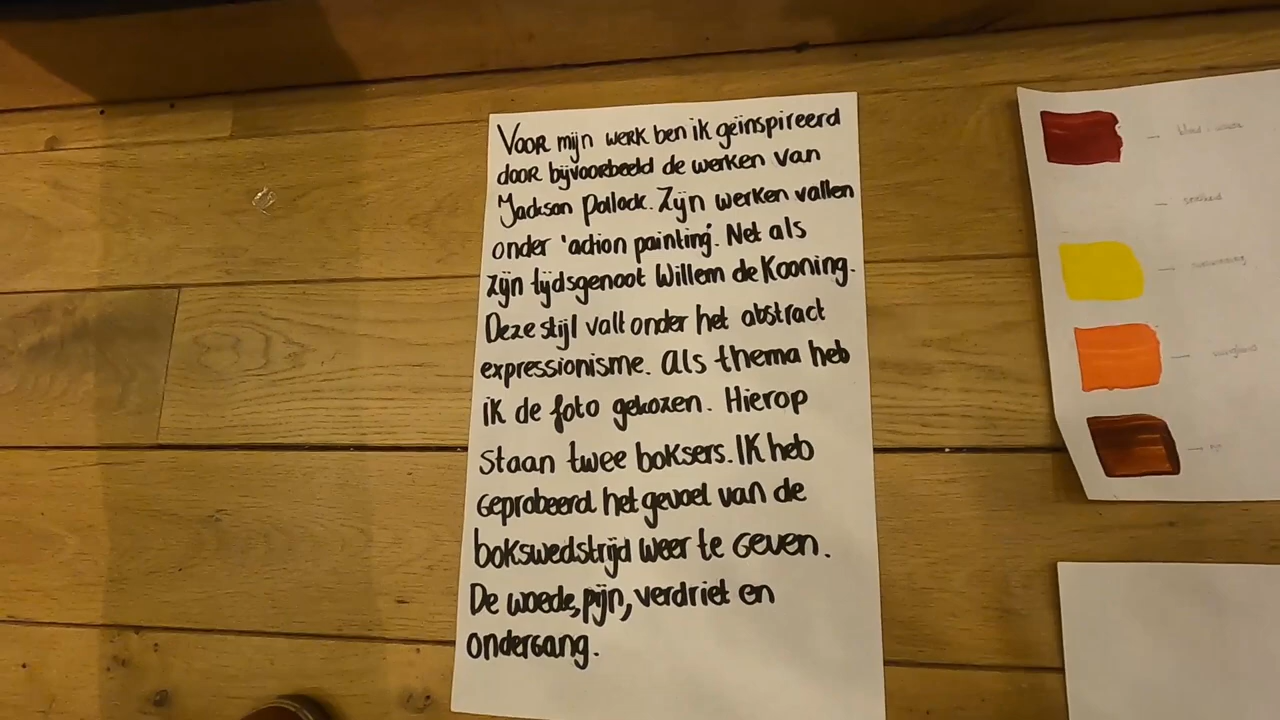 Voor mijn werk ben ik geïnspireerd
door bijvoorbeeld de werken van
Jackson Pollock. Zijn werken vallen
onder 'action painting'. Net als
zijn tijdsgenoot Willem de Kooning.
Deze stijl valt onder het abstract
expressionisme. Als thema heb
ik de foto gekozen. Hierop
staan twee boksers. Ik heb
geprobeerd het gevoel van de
bokswedstrijd weer te geven.
De woede, pijn, verdriet en
ondergang.
snelheid